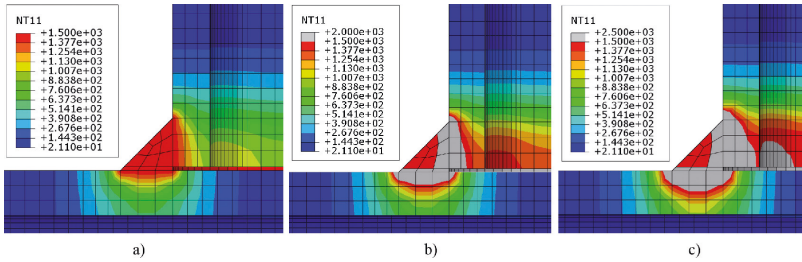 NT11
+1.500e+03
+1.377e+03
+1.254e+03
+1.130e+03
+1.007e+03
+8.838e+02
+7.606e+02
+6.373e+02
+5.141e+02
+3.908e+02
+2.676e+02
+1.443e+02
+2.110e+01
NT11
+2.000e+03
+1.500e+03
+1.377e+03
+1.254e+03
+1.130e+03
+1.007e+03
+8.838e+02
+7.606e+02
+6.373e+02
+5.141e+02
+3.908e+02
+2.676e+02
+1.443e+02
+2.110e+01
NT11
+2.500e+03
+1.500e+03
+1.377e+03
+1.254e+03
+1.130e+03
+1.007e+03
+8.838e+02
+7.606e+02
+6.373e+02
+5.141e+02
+3.908e+02
+2.676e+02
+1.443e+02
+2.110e+01
a)
b)
c)